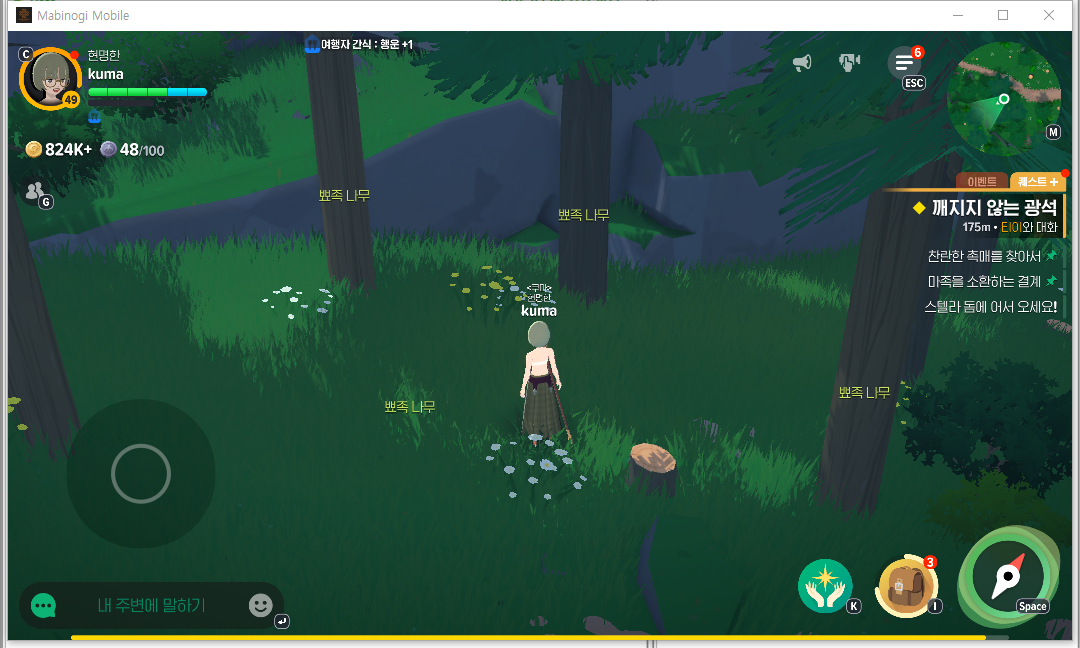 Mabinogi Mobile
C
현명한
kuma
49
여행자 간식 : 행운 +1
6
ESC
M
824K+ 48/100
G
이벤트 퀘스트 +
깨지지 않는 광석
175m • 티이와 대화
찬란한 촉매를 찾아서
마족을 소환하는 결계
스텔라 돔에 어서 오세요!
뾰족 나무
뾰족 나무
현명한
kuma
뾰족 나무
뾰족 나무
내 주변에 말하기
K
3
I
Space